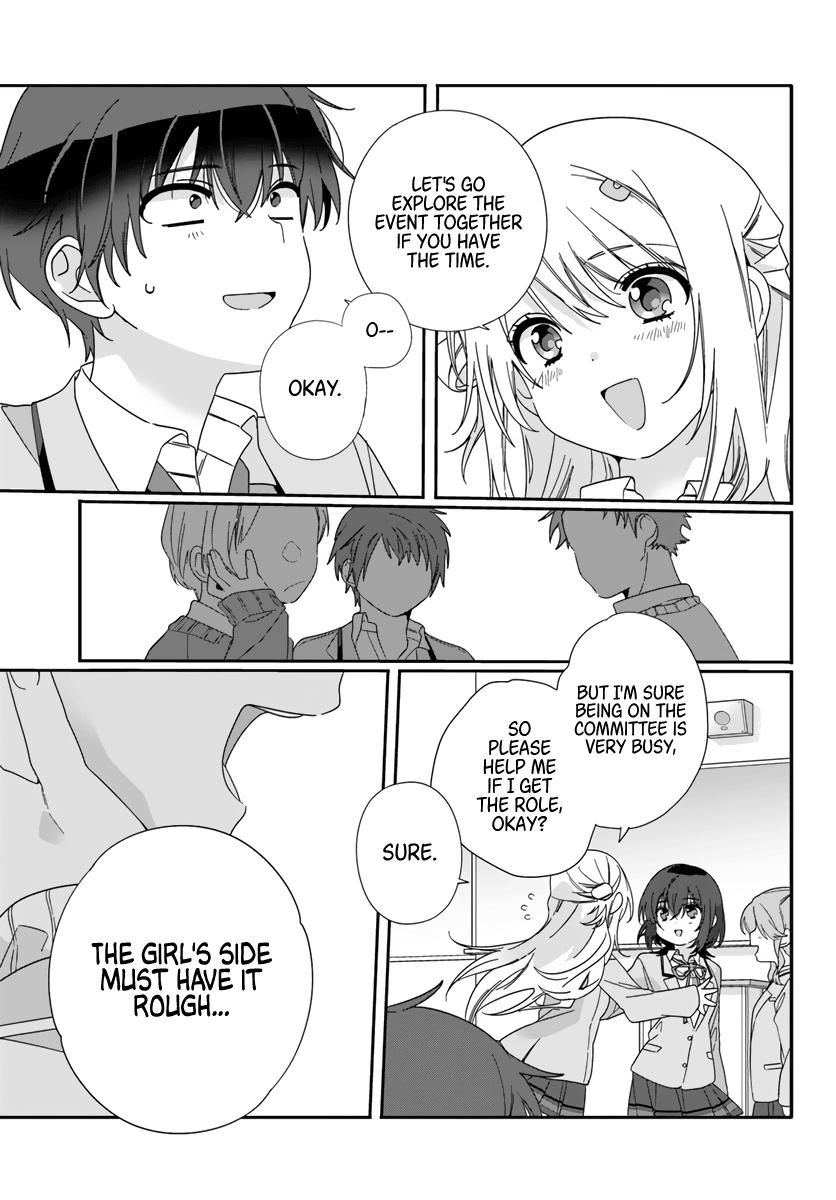 LET'S GO
EXPLORE THE
EVENT TOGETHER
IF YOU HAVE
THE TIME.
O--
OKAY.
BUT I'M SURE
BEING ON THE
COMMITTEE IS
VERY BUSY,
SO
PLEASE
HELP ME
IF I GET
THE ROLE,
OKAY?
SURE.
THE GIRL'S SIDE
MUST HAVE IT
ROUGH...